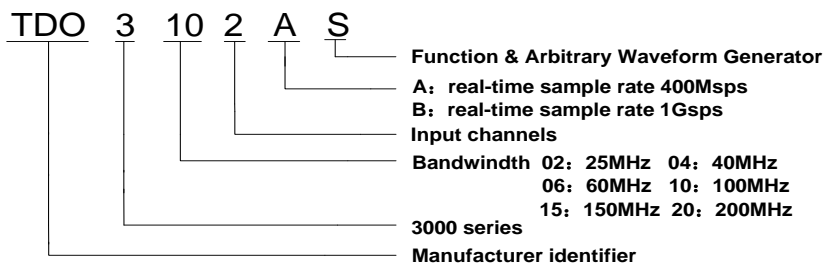 TDO 3 10 2 A S
Function & Arbitrary Waveform Generator
A：real-time sample rate 400Msps
B：real-time sample rate 1Gsps
Input channels
Bandwindth 02：25MHz 04：40MHz
06：60MHz 10：100MHz
15：150MHz 20：200MHz
3000 series
Manufacturer identifier